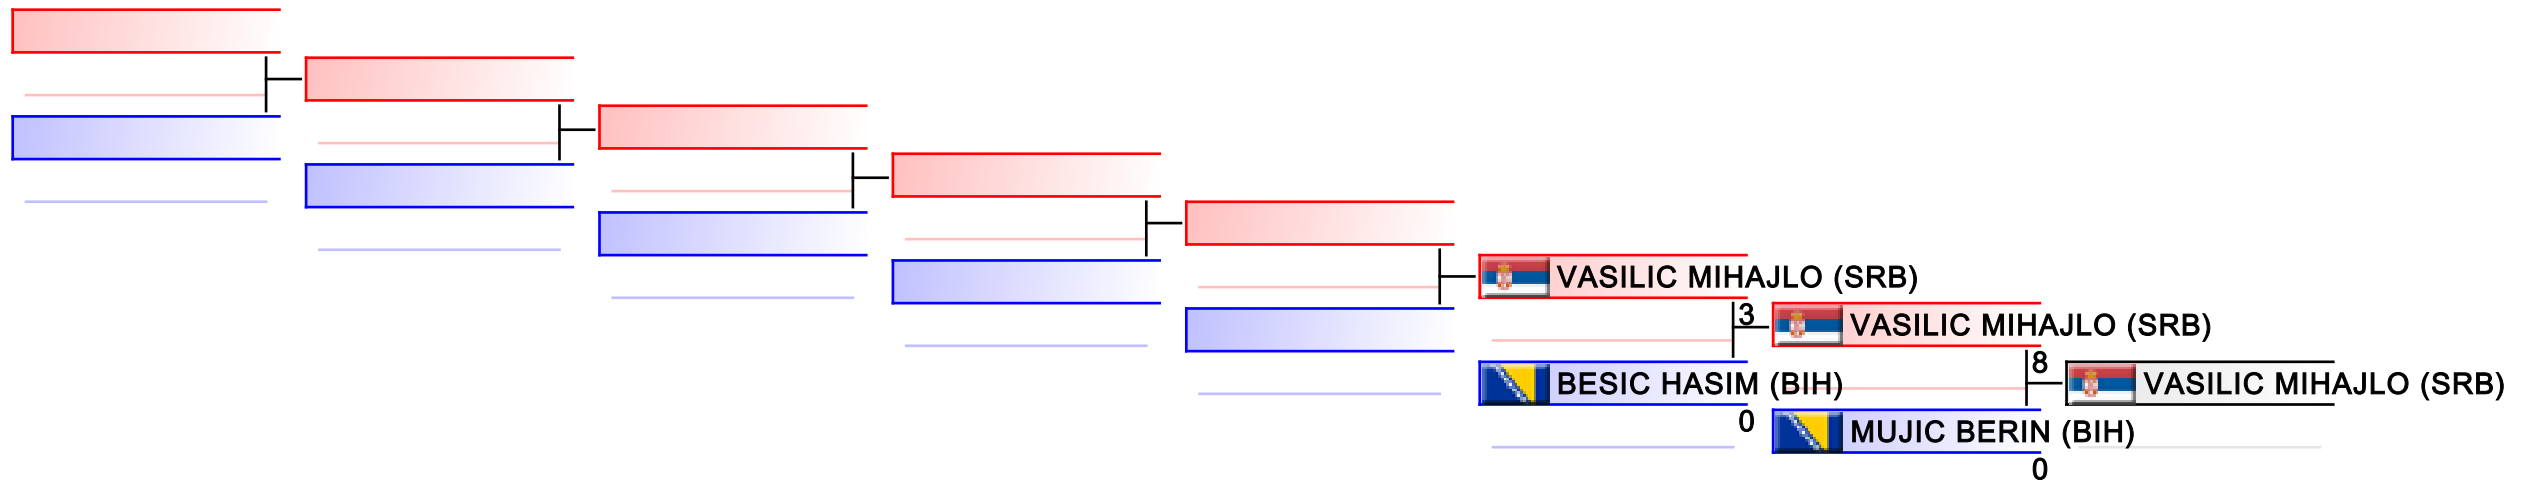 VASILIC MIHAJLO (SRB)
3
VASILIC MIHAJLO (SRB)
8
BESIC HASIM (BIH)
VASILIC MIHAJLO (SRB)
0
MUJIC BERIN (BIH)
0